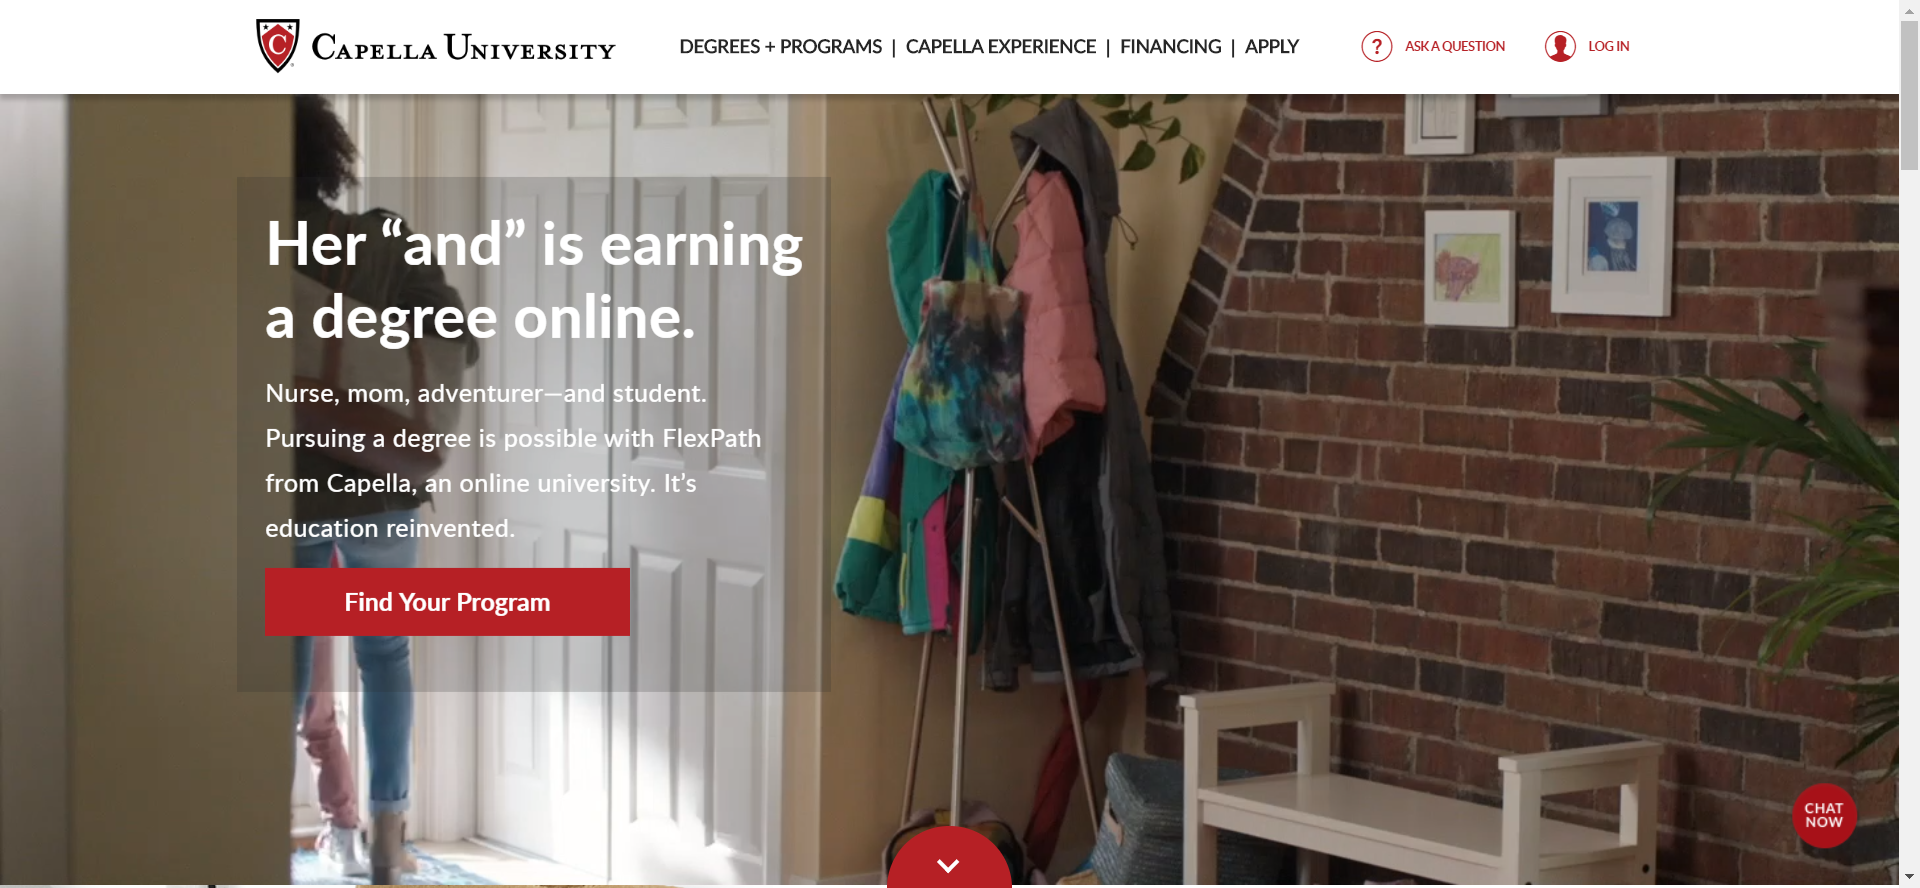 C CAPELLA UNIVERSITY
DEGREES + PROGRAMS | CAPELLA EXPERIENCE | FINANCING | APPLY
? ASK A QUESTION
LOG IN
Her “and” is earning
a degree online.
Nurse, mom, adventurer—and student.
Pursuing a degree is possible with FlexPath
from Capella, an online university. It’s
education reinvented.
Find Your Program
CHAT
NOW